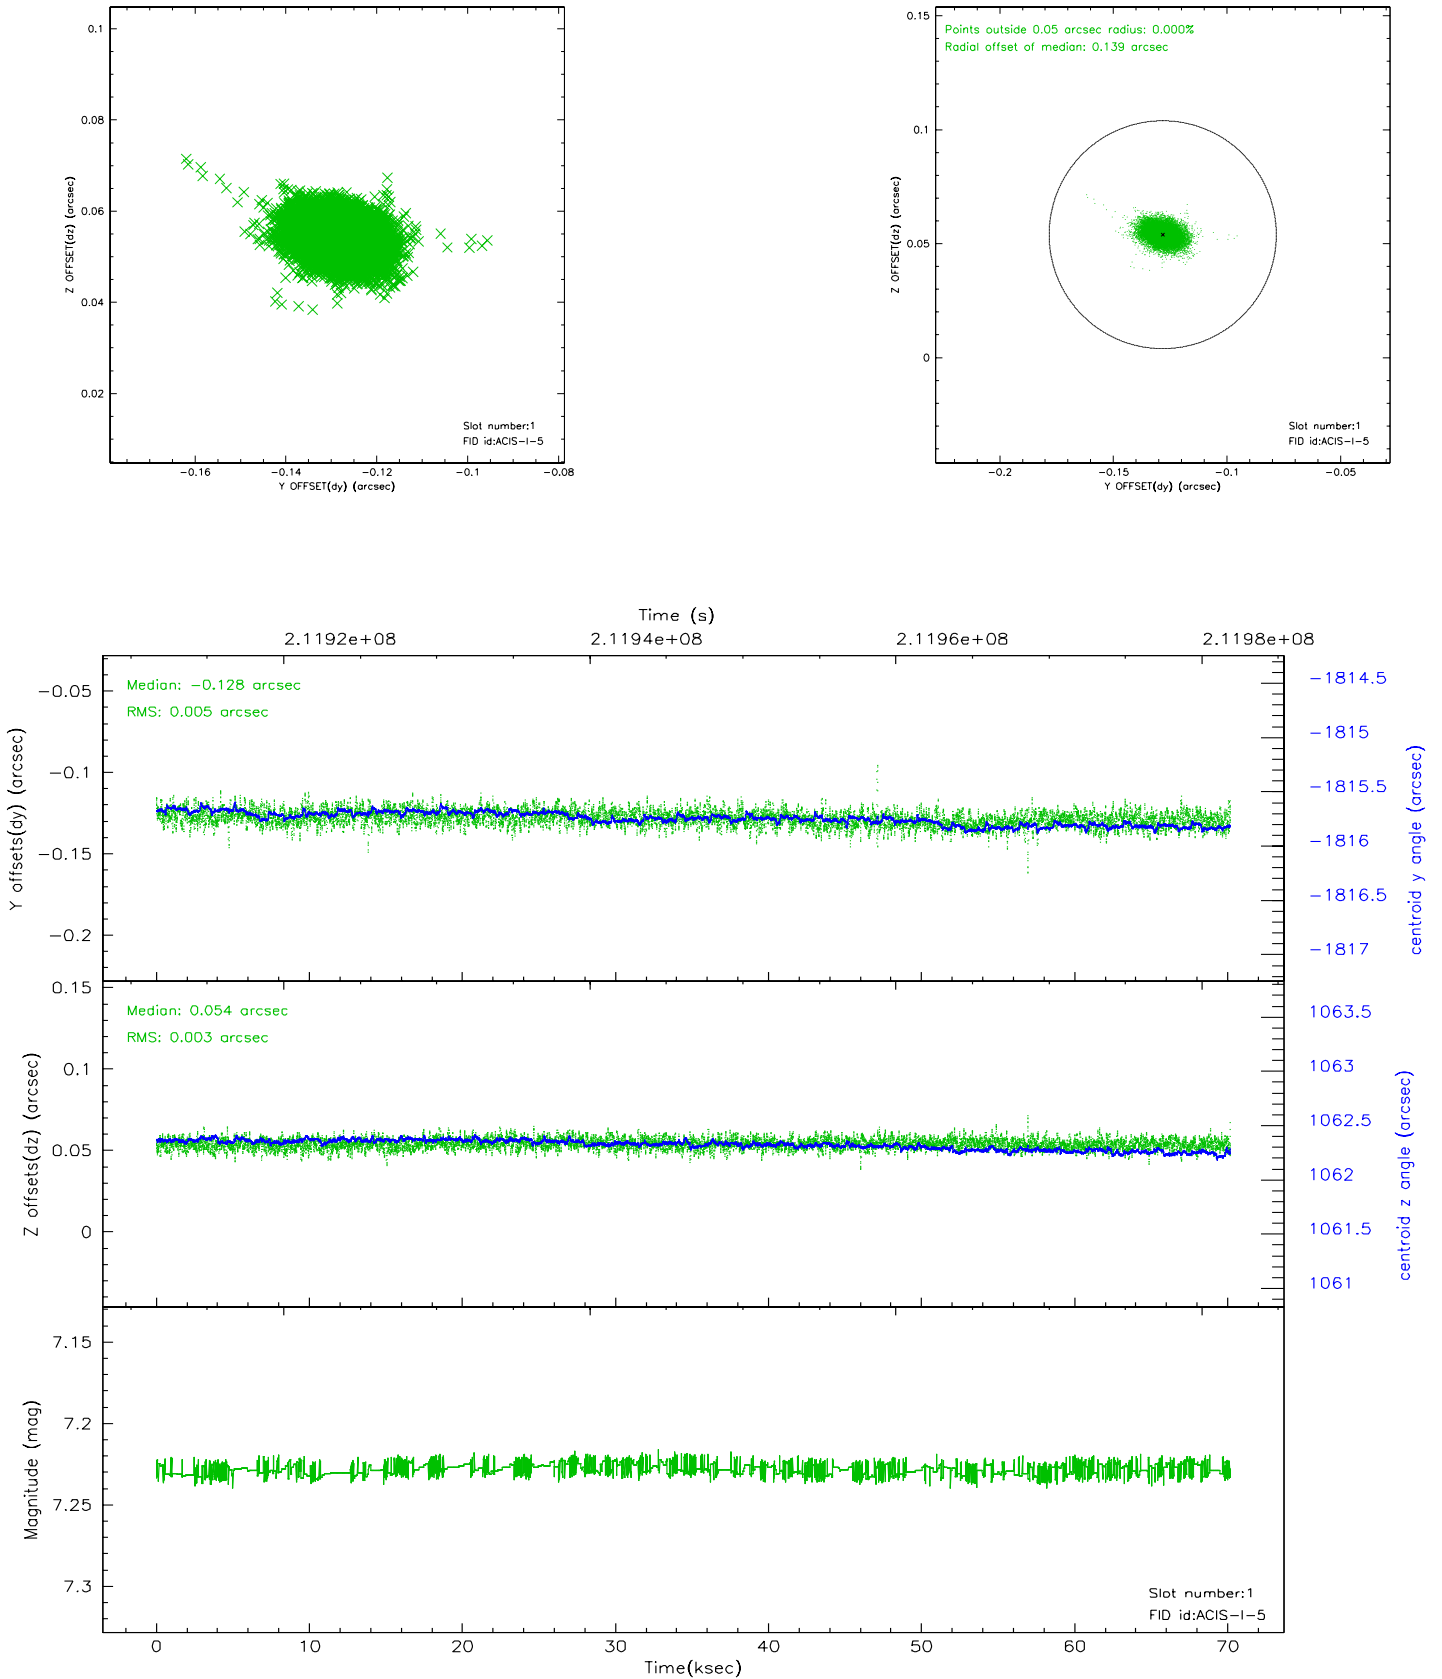 0.1
0.08
0.06
0.04
0.02
Z OFFSET(dz) (arcsec)
Slot number:1
FID id:ACIS-I-5
-0.16 -0.14 -0.12 -0.1 -0.08
Y OFFSET(dy) (arcsec)
0.15
0.1
0.05
0
Z OFFSET(dz) (arcsec)
Points outside 0.05 arcsec radius: 0.000%
Radial offset of median: 0.139 arcsec
Slot number:1
FID id:ACIS-I-5
-0.2 -0.15 -0.1 -0.05
Y OFFSET(dy) (arcsec)
Time (s)
2.1192e+08 2.1194e+08 2.1196e+08 2.1198e+08
Median: -0.128 arcsec
RMS: 0.005 arcsec
-0.05
-0.1
-0.15
-0.2
Y offsets(dy) (arcsec)
-1814.5
-1815
-1815.5
-1816
-1816.5
-1817
centroid y angle (arcsec)
Median: 0.054 arcsec
RMS: 0.003 arcsec
0.15
0.1
0.05
0
Z offsets(dz) (arcsec)
1063.5
1063
1062.5
1062
1061.5
1061
centroid z angle (arcsec)
7.15
7.2
7.25
7.3
Magnitude (mag)
Slot number:1
FID id:ACIS-I-5
0 10 20 30 40 50 60 70
Time(ksec)